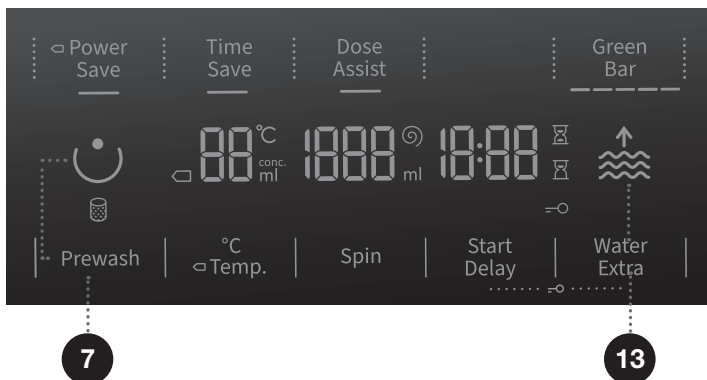 Power
Save
Time
Save
Dose
Assist
Green
Bar
88 °C
conc.
ml
1888
ml
18:88
Prewash
°C
Temp.
Spin
Start
Delay
Water
Extra
7
13